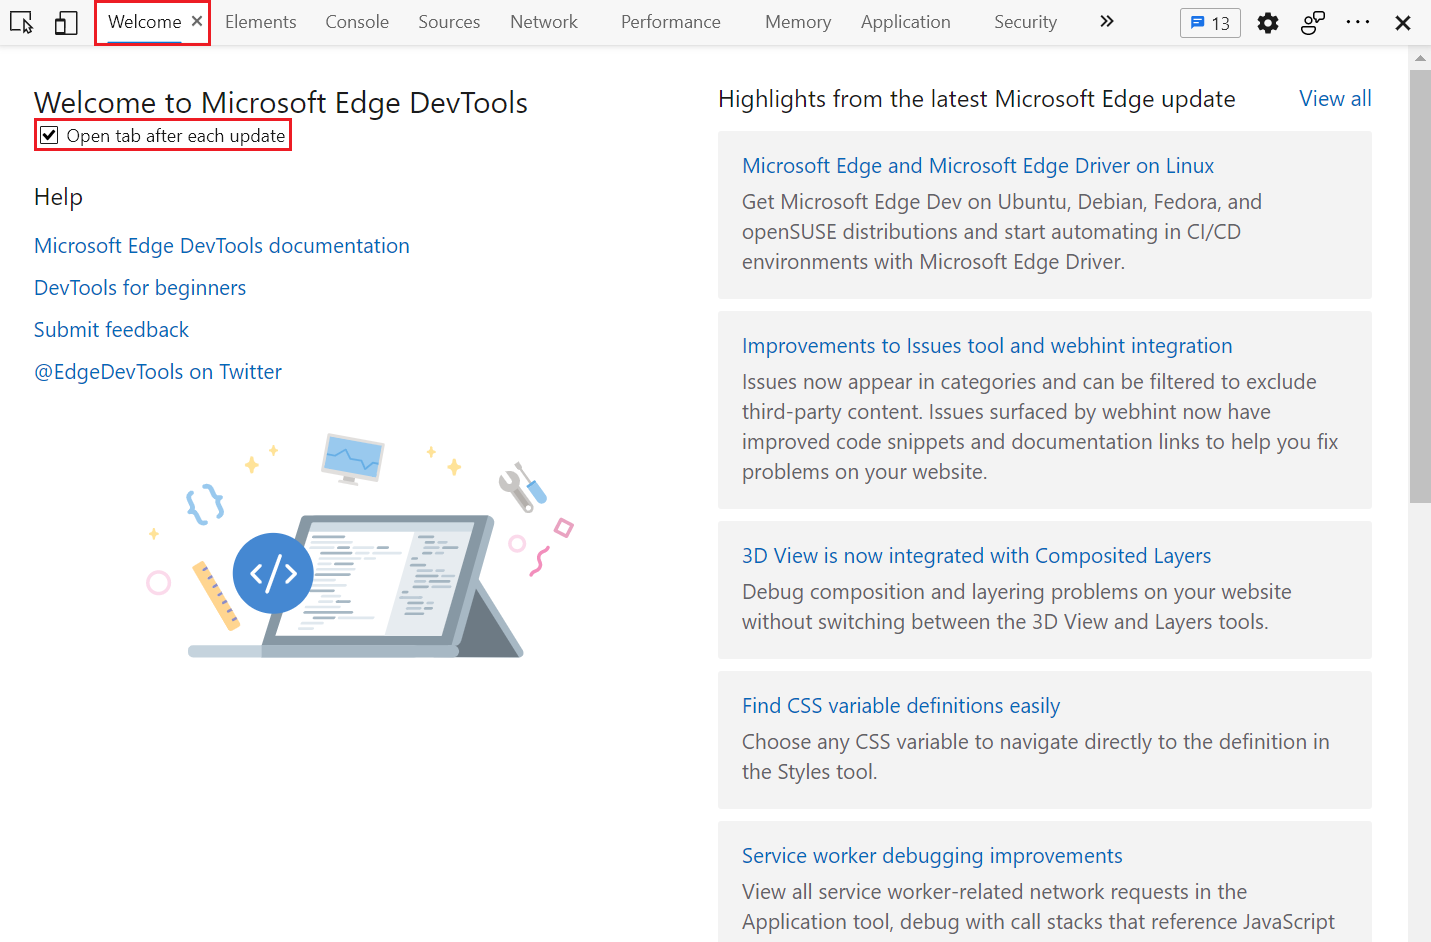 Welcome Elements Console Sources Network Performance Memory Application Security 13
Welcome to Microsoft Edge DevTools
Open tab after each update
Help
Microsoft Edge DevTools documentation
DevTools for beginners
Submit feedback
@EdgeDevTools on Twitter
Highlights from the latest Microsoft Edge update View all
Microsoft Edge and Microsoft Edge Driver on Linux
Get Microsoft Edge Dev on Ubuntu, Debian, Fedora, and
openSUSE distributions and start automating in CI/CD
environments with Microsoft Edge Driver.
Improvements to Issues tool and webhint integration
Issues now appear in categories and can be filtered to exclude
third-party content. Issues surfaced by webhint now have
improved code snippets and documentation links to help you fix
problems on your website.
3D View is now integrated with Composited Layers
Debug composition and layering problems on your website
without switching between the 3D View and Layers tools.
Find CSS variable definitions easily
Choose any CSS variable to navigate directly to the definition in
the Styles tool.
Service worker debugging improvements
View all service worker-related network requests in the
Application tool, debug with call stacks that reference JavaScript